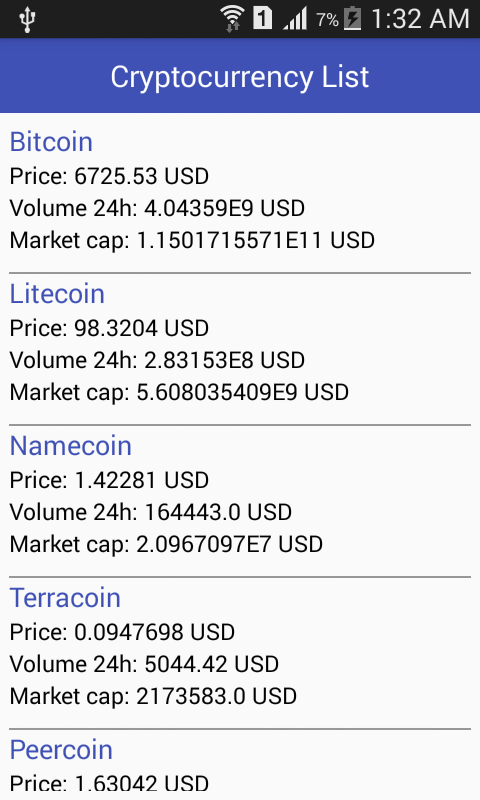 1 7% 1:32 AM
Cryptocurrency List
Bitcoin
Price: 6725.53 USD
Volume 24h: 4.04359E9 USD
Market cap: 1.1501715571E11 USD
Litecoin
Price: 98.3204 USD
Volume 24h: 2.83153E8 USD
Market cap: 5.608035409E9 USD
Namecoin
Price: 1.42281 USD
Volume 24h: 164443.0 USD
Market cap: 2.0967097E7 USD
Terracoin
Price: 0.0947698 USD
Volume 24h: 5044.42 USD
Market cap: 2173583.0 USD
Peercoin
Price: 1.63042 USD